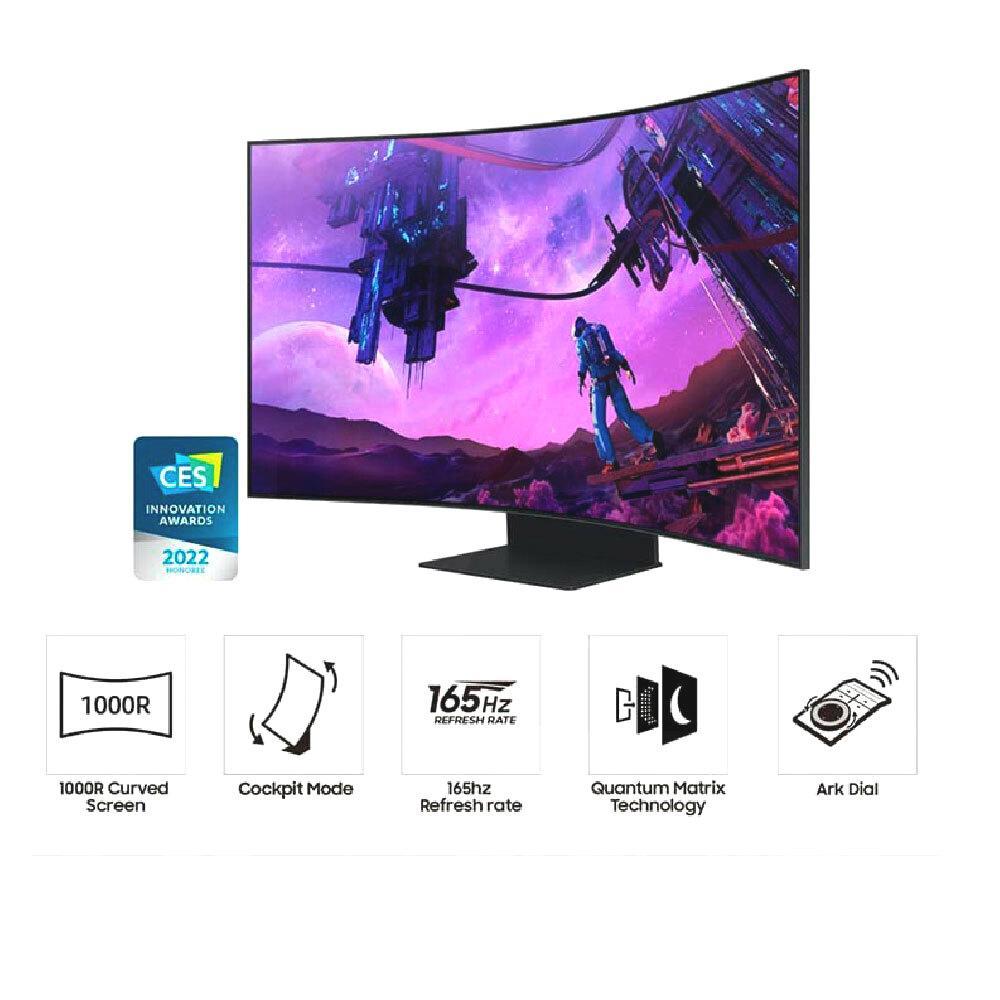 CES
INNOVATION
AWARDS
2022
HONOREE
1000R
165Hz
REFRESH RATE
1000R Curved
Screen
Cockpit Mode
165hz
Refresh rate
Quantum Matrix
Technology
Ark Dial